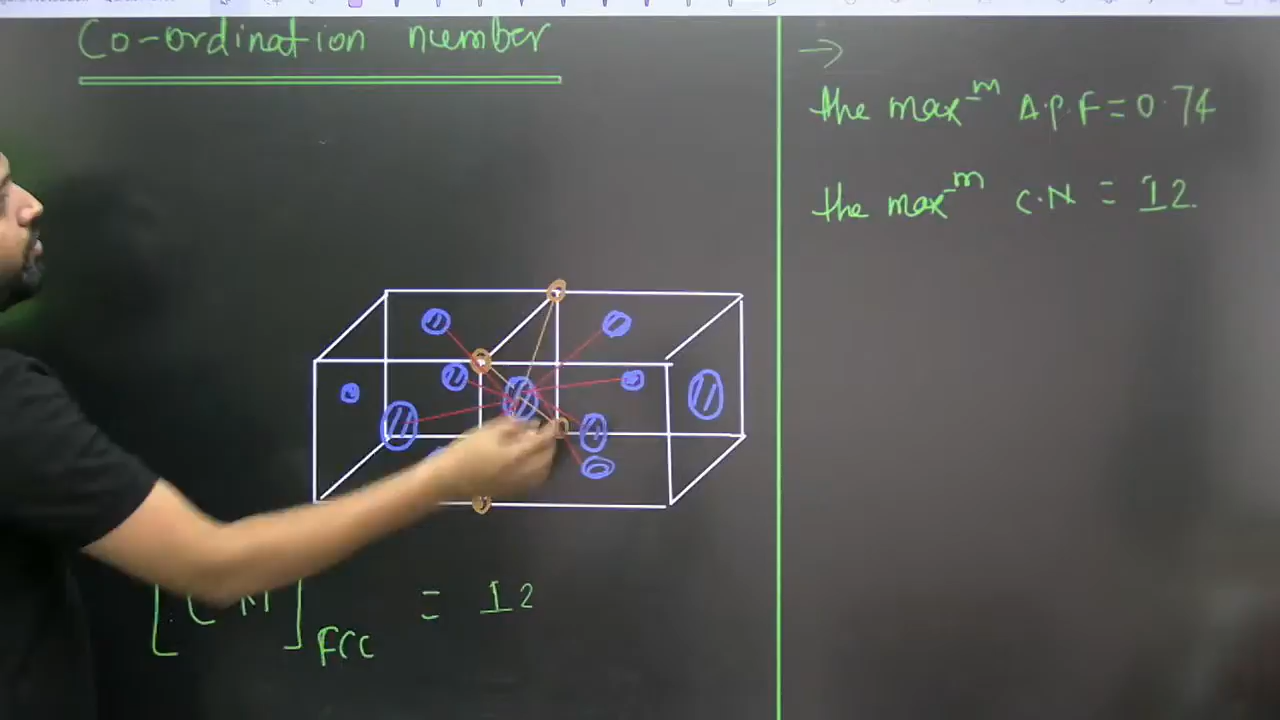 Co-ordination number
→
the max-m A.P.F = 0.74
the max-m C.N = 12
[C N] FCC = 12